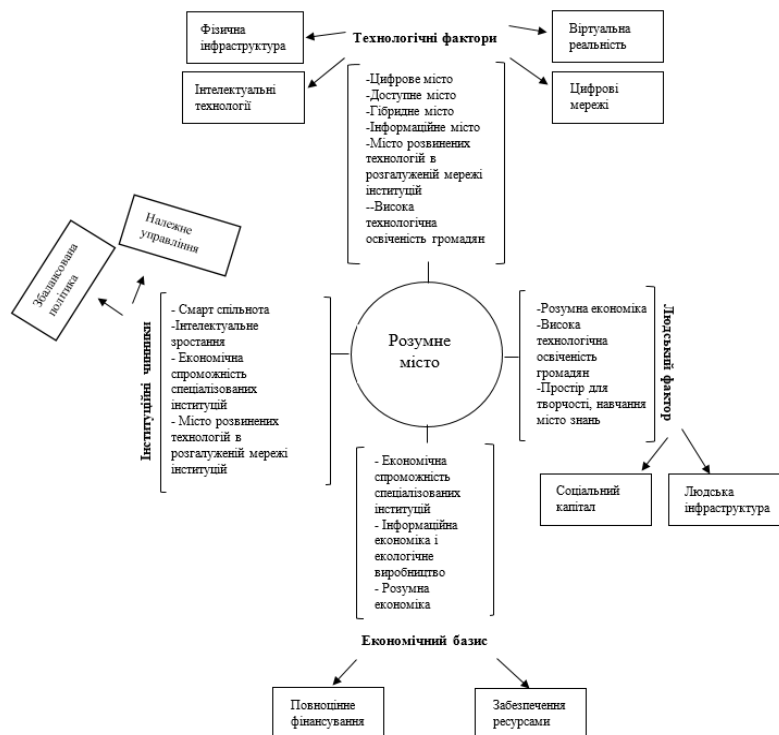 Фізична
інфраструктура
Технологічні фактори
Віртуальна
реальність
Інтелектуальні
технології
Цифрові
мережі
-Цифрове місто
-Доступне місто
-Гібридне місто
-Інформаційне місто
-Місто розвинених
технологій в
розгалуженій мережі
інституцій
--Висока
технологічна
освіченість громадян
Збалансована
політика
Належне
управління
Інституційні чинники
- Смарт спільнота
-Інтелектуальне
зростання
- Економічна
спроможність
спеціалізованих
інституцій
- Місто розвинених
технологій в
розгалуженій мережі
інституцій
Розумне
місто
-Розумна економіка
-Висока
технологічна
освіченість
громадян
-Простір для
творчості, навчання
місто знань
Людський фактор
Соціальний
капітал
Людська
інфраструктура
- Економічна
спроможність
спеціалізованих
інституцій
- Інформаційна
економіка і
екологічне
виробництво
- Розумна
економіка
Економічний базис
Повноцінне
фінансування
Забезпечення
ресурсами